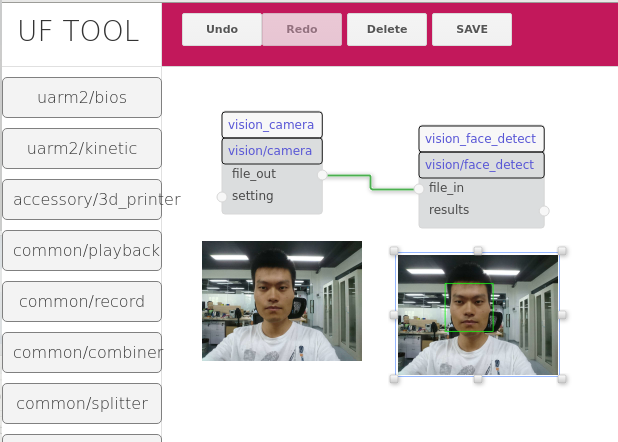 UF TOOL
Undo
Redo
Delete
SAVE
uarm2/bios
uarm2/kinetic
accessory/3d_printer
common/playback
common/record
common/combiner
common/splitter
vision_camera
vision/camera
file_out
setting
vision_face_detect
vision/face_detect
file_in
results